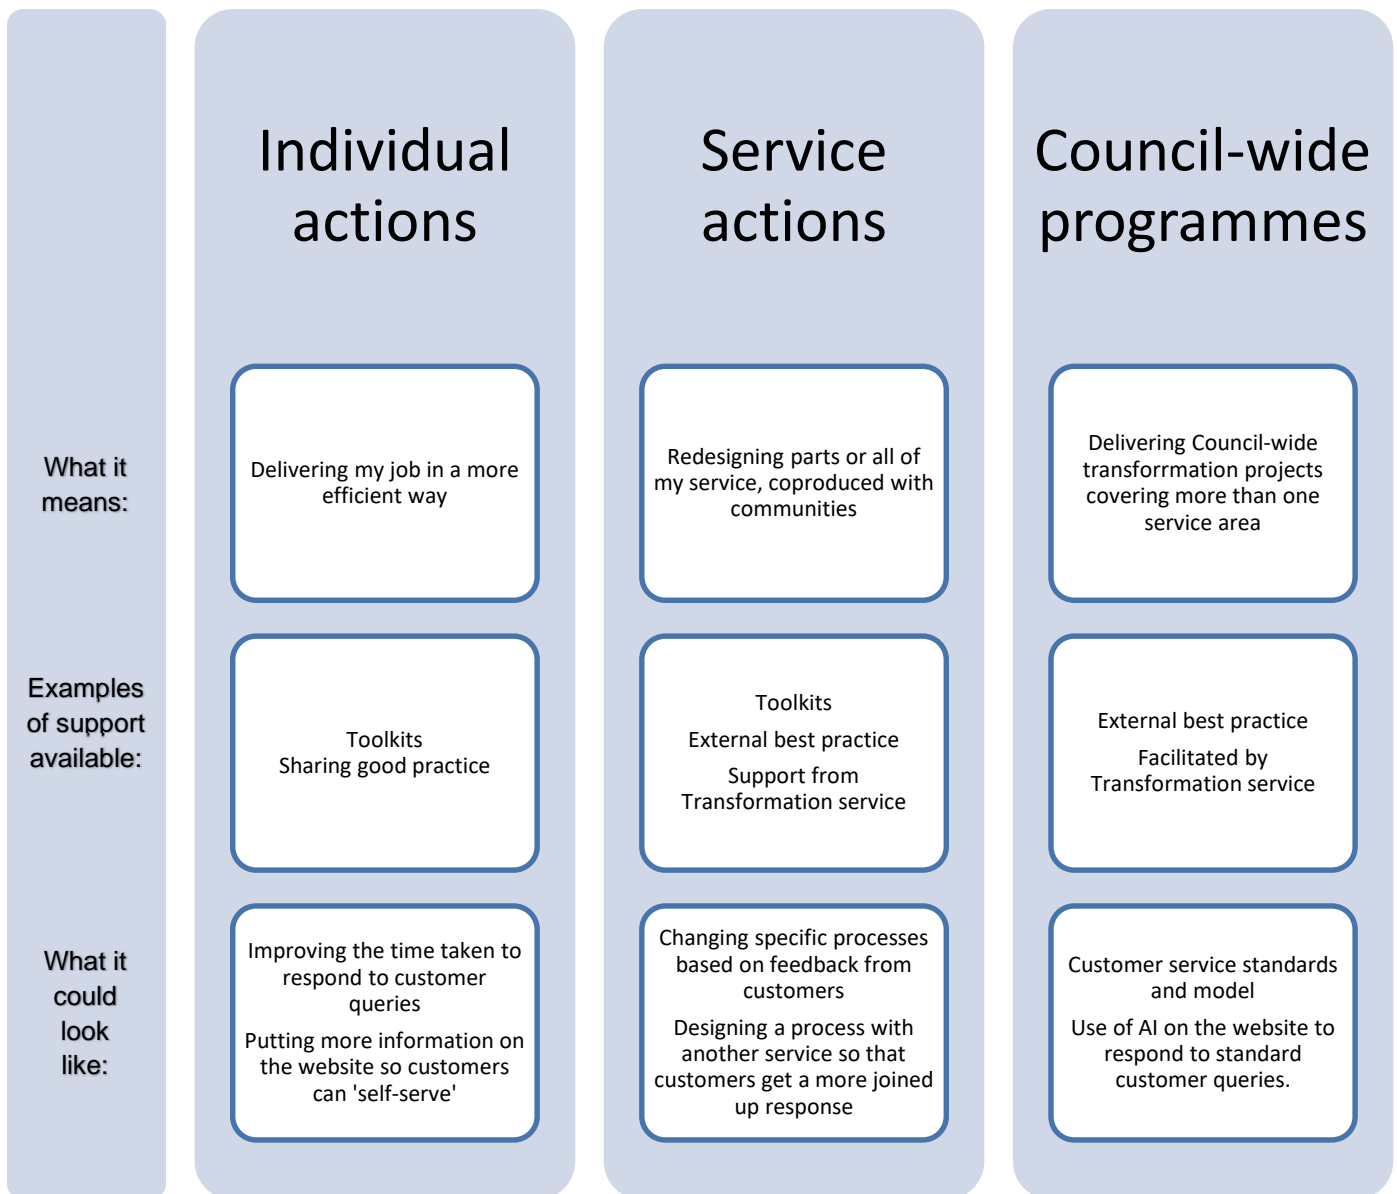 Individual
actions
Service
actions
Council-wide
programmes
What it
means:
Delivering my job in a more
efficient way
Redesigning parts or all of
my service, coproduced with
communities
Delivering Council-wide
transforrmation projects
covering more than one
service area
Examples
of support
available:
Toolkits
Sharing good practice
Toolkits
External best practice
Support from
Transformation service
External best practice
Facilitated by
Transformation service
What it
could
look
like:
Improving the time taken to
respond to customer
queries
Putting more information on
the website so customers
can 'self-serve'
Changing specific processes
based on feedback from
customers
Designing a process with
another service so that
customers get a more joined
up response
Customer service standards
and model
Use of AI on the website to
respond to standard
customer queries.